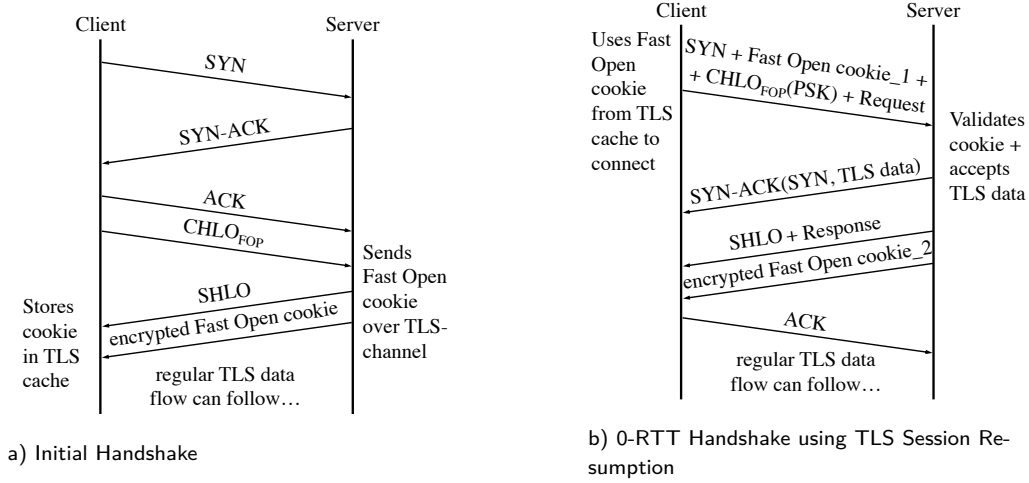 Client
Server
SYN
SYN-ACK
ACK
CHLO_FOP
Sends
Fast Open
cookie
over TLS-
channel
SHLO
encrypted Fast Open cookie
Stores
cookie
in TLS
cache
regular TLS data
flow can follow…
a) Initial Handshake
Client
Server
Uses Fast
Open
cookie
from TLS
cache to
connect
SYN + Fast Open cookie_1 +
+ CHLO_FOP(PSK) + Request
Validates
cookie +
accepts
TLS data
SYN-ACK(SYN, TLS data)
SHLO + Response
encrypted Fast Open cookie_2
ACK
regular TLS data
flow can follow…
b) 0-RTT Handshake using TLS Session Re-
sumption